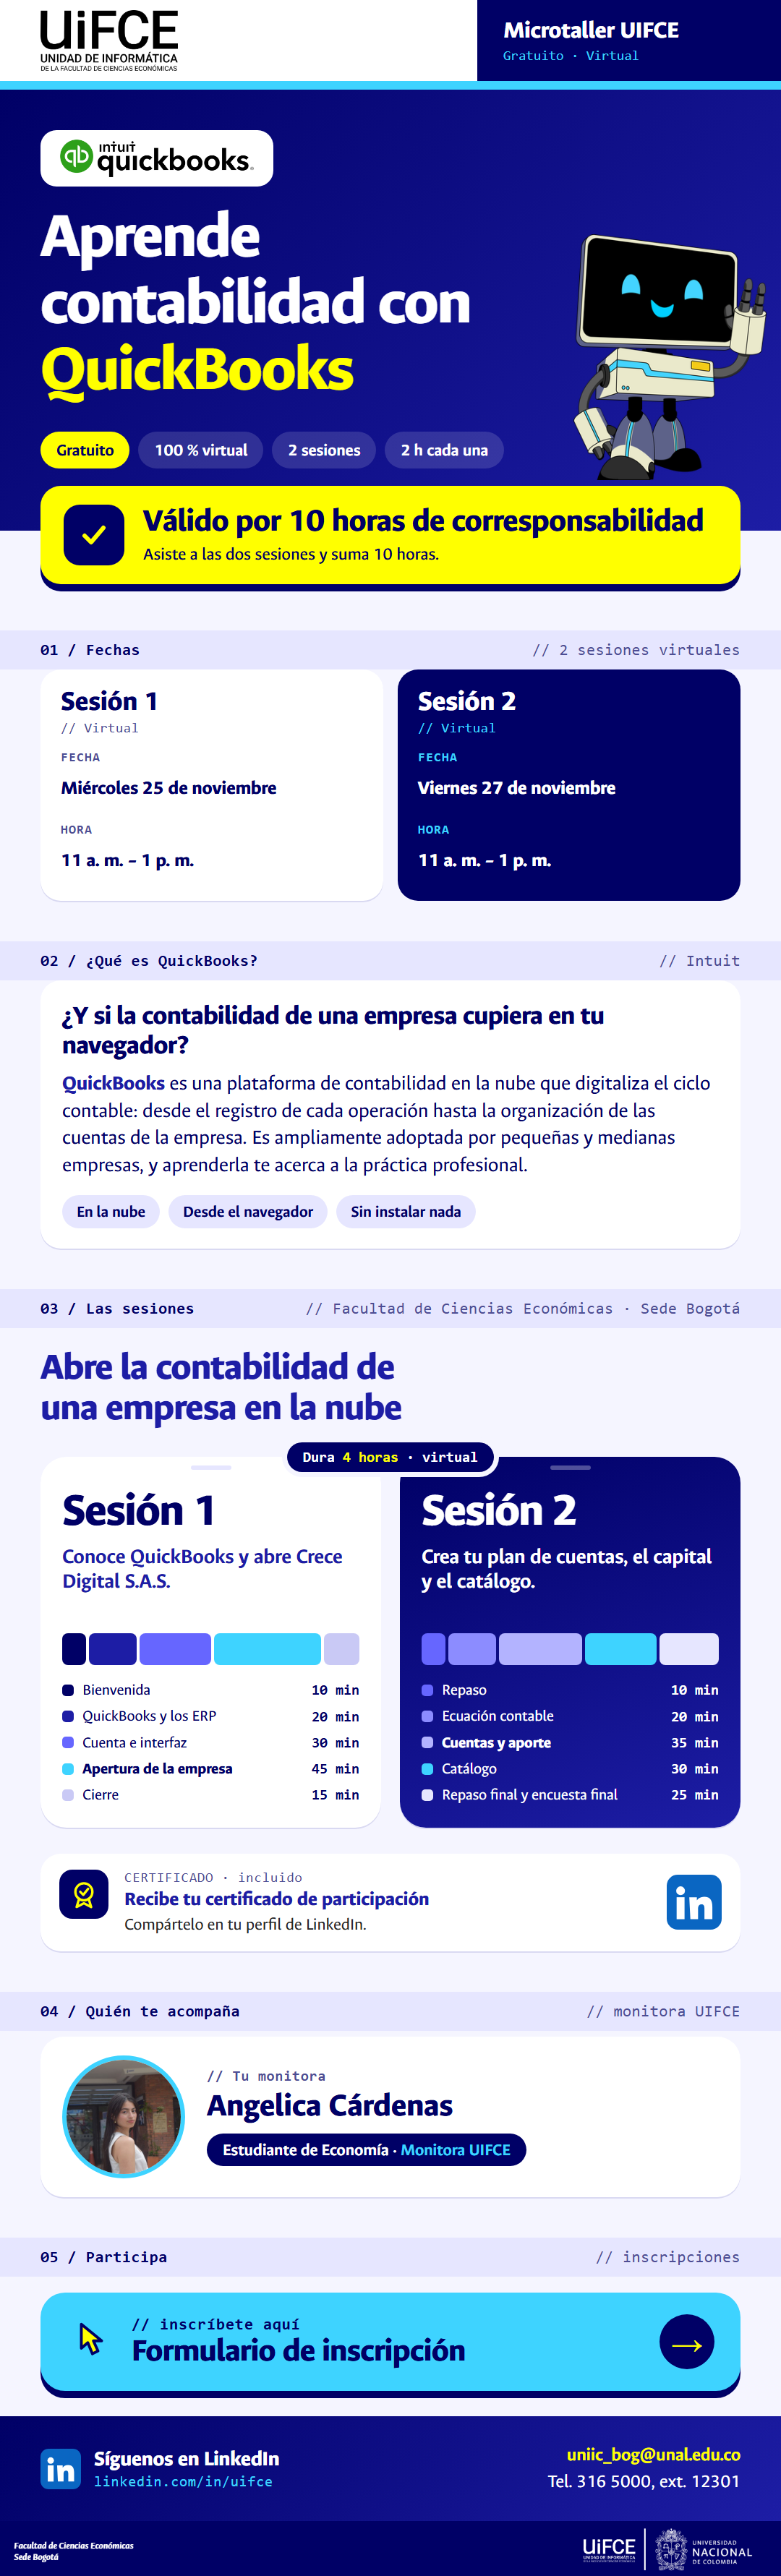 UiFCE
UNIDAD DE INFORMÁTICA
DE LA FACULTAD DE CIENCIAS ECONÓMICAS
Microtaller UIFCE
Gratuito · Virtual
qb intuit quickbooks.
Aprende
contabilidad con
QuickBooks
Gratuito
100 % virtual
2 sesiones
2 h cada una
Válido por 10 horas de corresponsabilidad
Asiste a las dos sesiones y suma 10 horas.
01 / Fechas
// 2 sesiones virtuales
Sesión 1
// Virtual
FECHA
Miércoles 25 de noviembre
HORA
11 a. m. – 1 p. m.
Sesión 2
// Virtual
FECHA
Viernes 27 de noviembre
HORA
11 a. m. – 1 p. m.
02 / ¿Qué es QuickBooks?
// Intuit
¿Y si la contabilidad de una empresa cupiera en tu
navegador?
QuickBooks es una plataforma de contabilidad en la nube que digitaliza el ciclo
contable: desde el registro de cada operación hasta la organización de las
cuentas de la empresa. Es ampliamente adoptada por pequeñas y medianas
empresas, y aprenderla te acerca a la práctica profesional.
En la nube
Desde el navegador
Sin instalar nada
03 / Las sesiones
// Facultad de Ciencias Económicas · Sede Bogotá
Abre la contabilidad de
una empresa en la nube
Dura 4 horas · virtual
Sesión 1
Conoce QuickBooks y abre Crece
Digital S.A.S.
Bienvenida 10 min
QuickBooks y los ERP 20 min
Cuenta e interfaz 30 min
Apertura de la empresa 45 min
Cierre 15 min
Sesión 2
Crea tu plan de cuentas, el capital
y el catálogo.
Repaso 10 min
Ecuación contable 20 min
Cuentas y aporte 35 min
Catálogo 30 min
Repaso final y encuesta final 25 min
CERTIFICADO · incluido
Recibe tu certificado de participación
Compártelo en tu perfil de LinkedIn.
in
04 / Quién te acompaña
// monitora UIFCE
// Tu monitora
Angelica Cárdenas
Estudiante de Economía · Monitora UIFCE
05 / Participa
// inscripciones
// inscríbete aquí
Formulario de inscripción
→
in
Síguenos en LinkedIn
linkedin.com/in/uifce
uniic_bog@unal.edu.co
Tel. 316 5000, ext. 12301
Facultad de Ciencias Económicas
Sede Bogotá
UiFCE
UNIDAD DE INFORMÁTICA
UNIVERSIDAD
NACIONAL
DE COLOMBIA